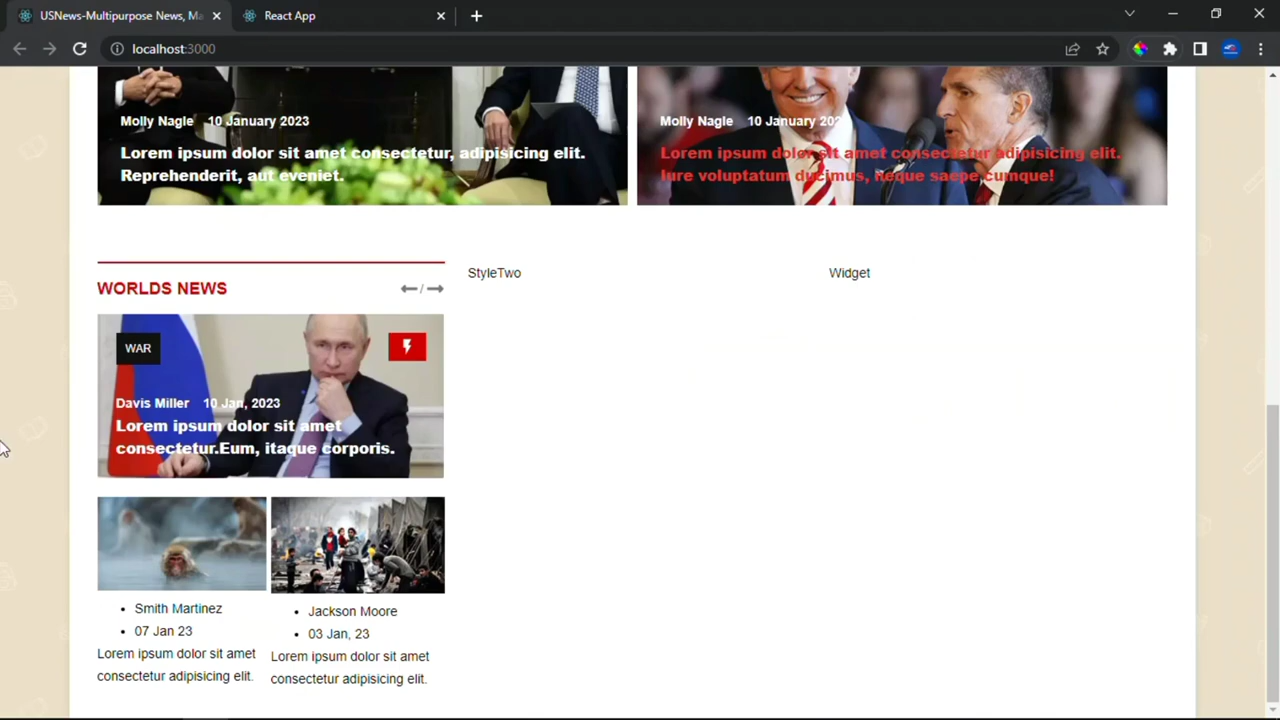 USNews-Multipurpose News, Ma
React App
localhost:3000
Molly Nagle 10 January 2023
Lorem ipsum dolor sit amet consectetur, adipisicing elit.
Reprehenderit, aut eveniet.
Molly Nagle 10 January 2023
Lorem ipsum dolor sit amet consectetur adipisicing elit.
Iure voluptatum ducimus, neque saepe cumque!
WORLDS NEWS
/
StyleTwo
Widget
WAR
Davis Miller 10 Jan, 2023
Lorem ipsum dolor sit amet
consectetur.Eum, itaque corporis.
• Smith Martinez
• 07 Jan 23
Lorem ipsum dolor sit amet
consectetur adipisicing elit.
• Jackson Moore
• 03 Jan, 23
Lorem ipsum dolor sit amet
consectetur adipisicing elit.